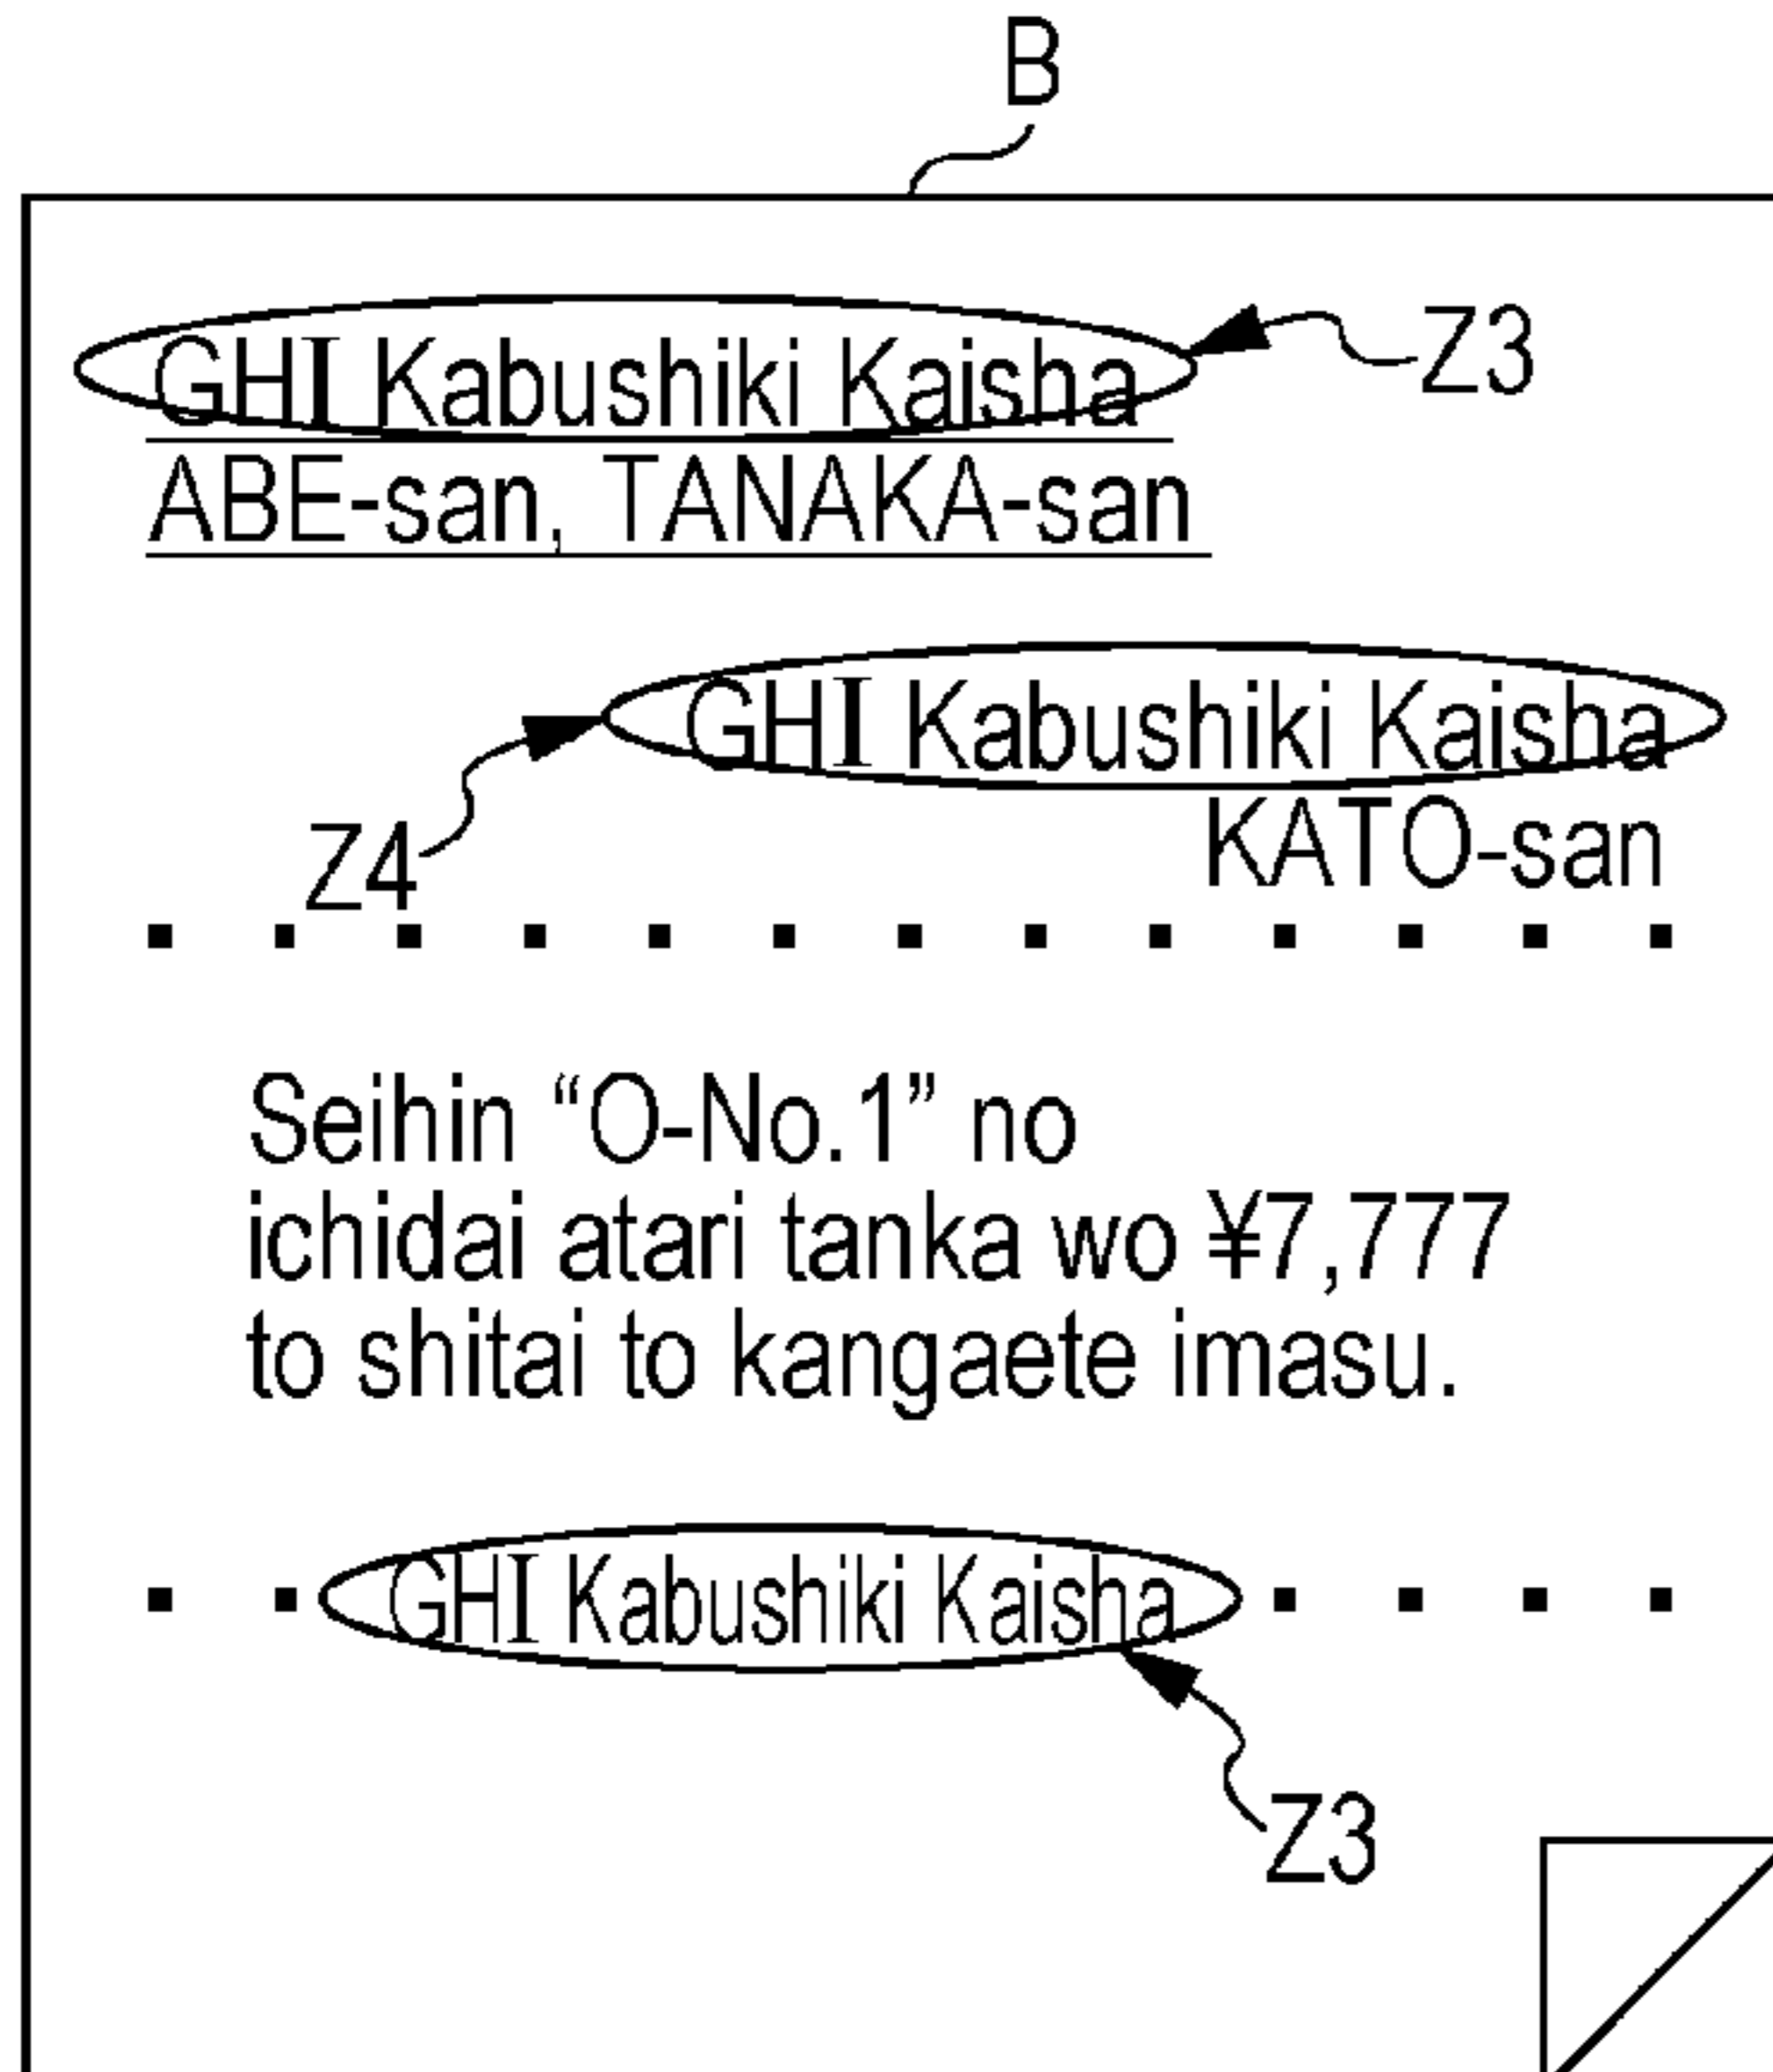 B
GHI Kabushiki Kaisha
Z3
ABE-san, TANAKA-san
GHI Kabushiki Kaisha
Z4
KATO-san
. . . . . . . . . . . . .
Seihin “O-No.1” no
ichidai atari tanka wo ¥7,777
to shitai to kangaete imasu.
. . GHI Kabushiki Kaisha . . . .
Z3